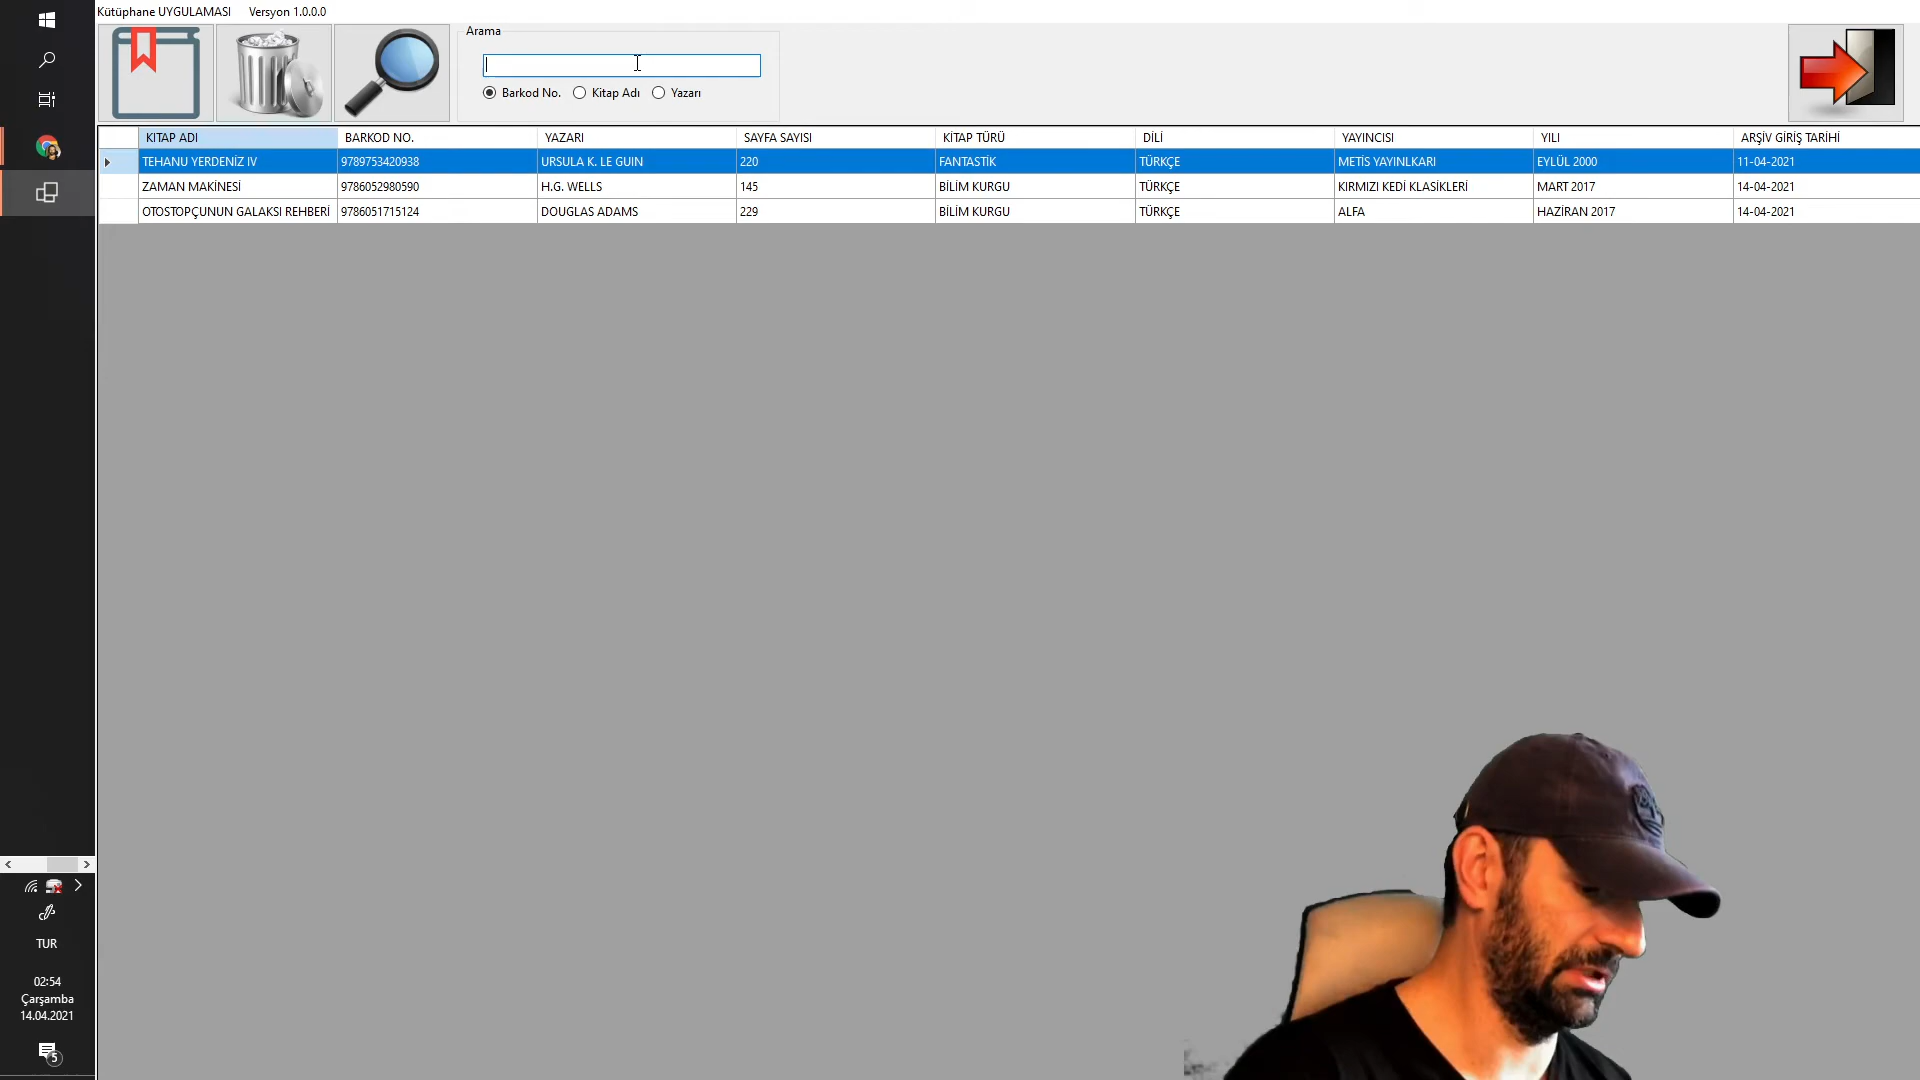 Kütüphane UYGULAMASI Versyon 1.0.0.0
Arama
Barkod No. Kitap Adı Yazarı
KITAP ADI BARKOD NO. YAZARI SAYFA SAYISI KİTAP TÜRÜ DİLİ YAYINCISI YILI ARŞİV GİRİŞ TARİHİ
TEHANU YERDENİZ IV 9789753420938 URSULA K. LE GUIN 220 FANTASTİK TÜRKÇE METİS YAYINLKARI EYLÜL 2000 11-04-2021
ZAMAN MAKİNESİ 9786052980590 H.G. WELLS 145 BİLİM KURGU TÜRKÇE KIRMIZI KEDİ KLASİKLERİ MART 2017 14-04-2021
OTOSTOPÇUNUN GALAKSI REHBERİ 9786051715124 DOUGLAS ADAMS 229 BİLİM KURGU TÜRKÇE ALFA HAZİRAN 2017 14-04-2021
TUR
02:54
Çarşamba
14.04.2021
5